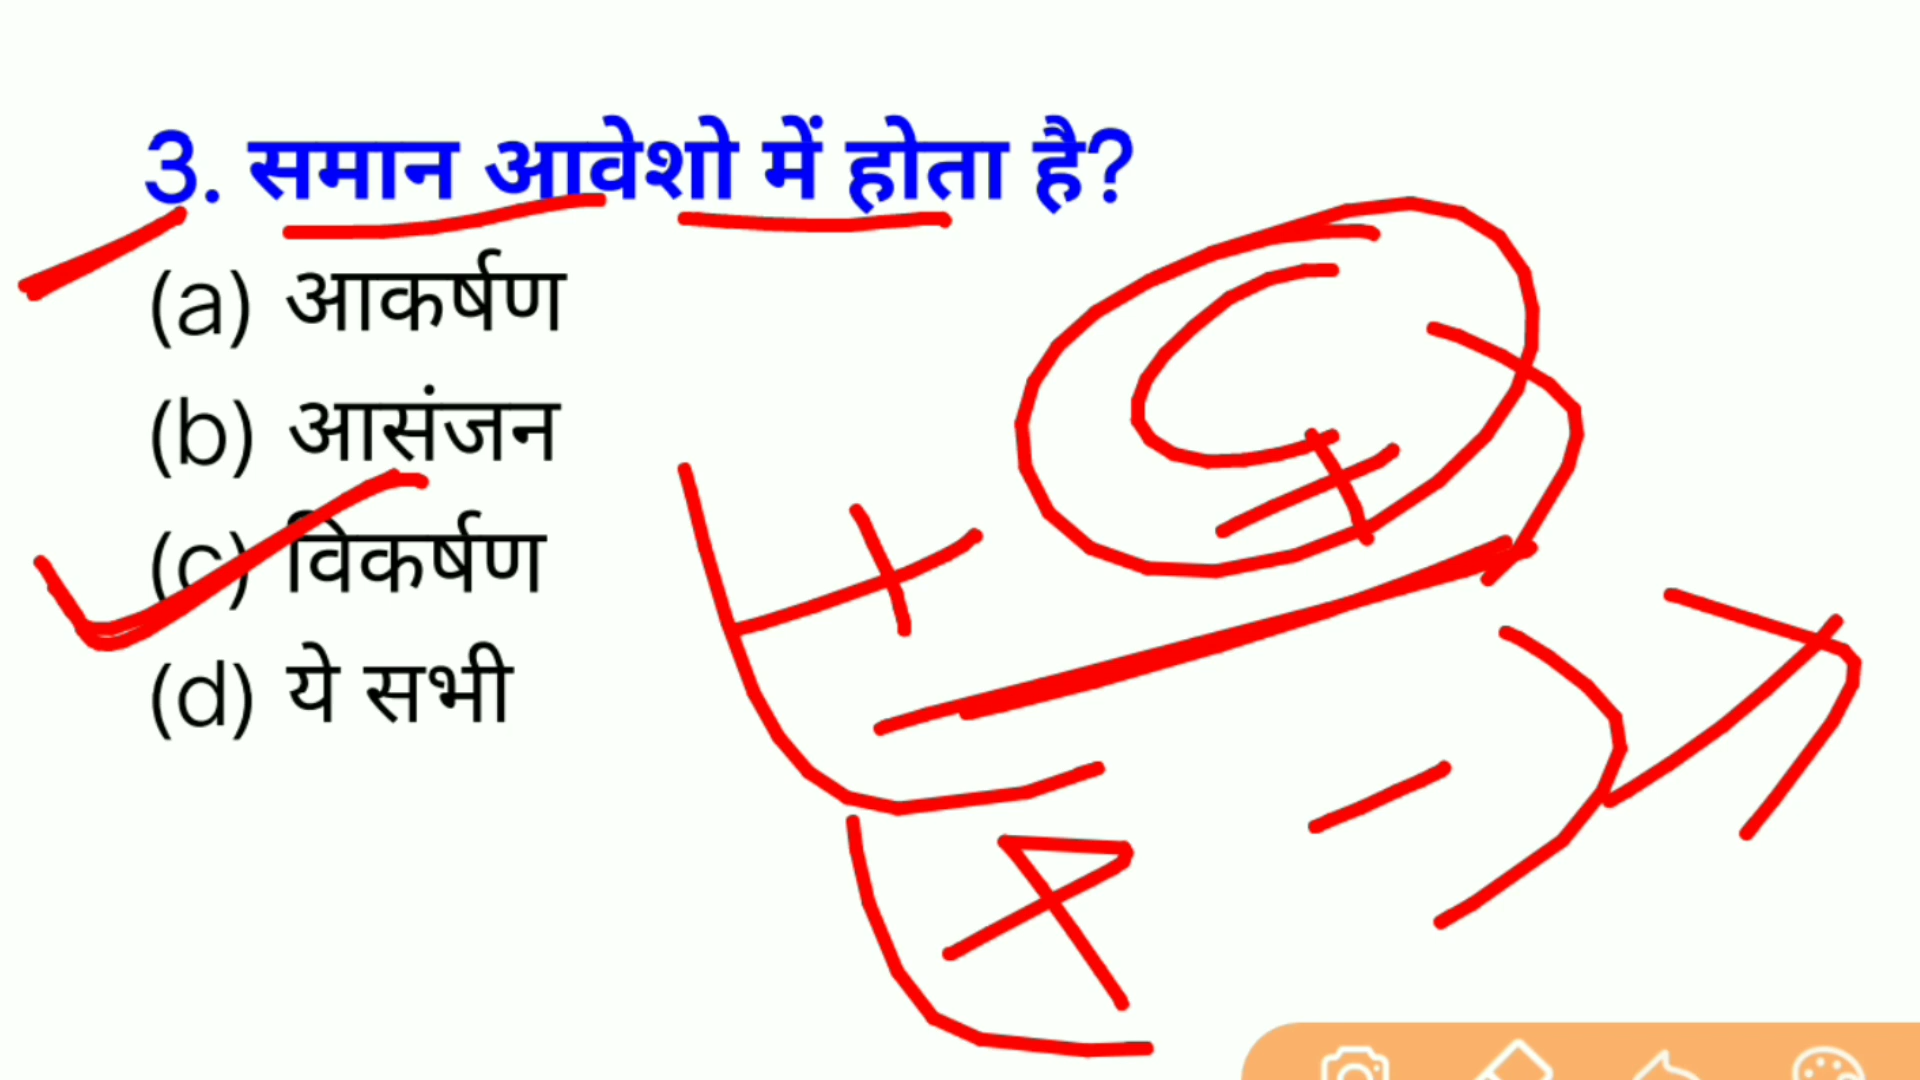 3. समान आवेशो में होता है?
(a) आकर्षण
(b) आसंजन
(c) विकर्षण
(d) ये सभी